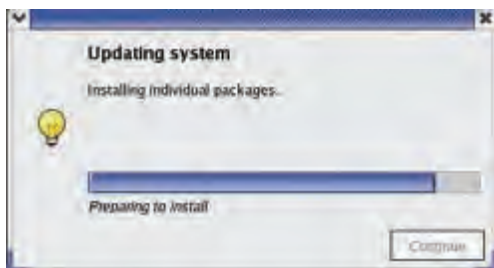 Updating system
Installing individual packages...
Preparing to install
Continue